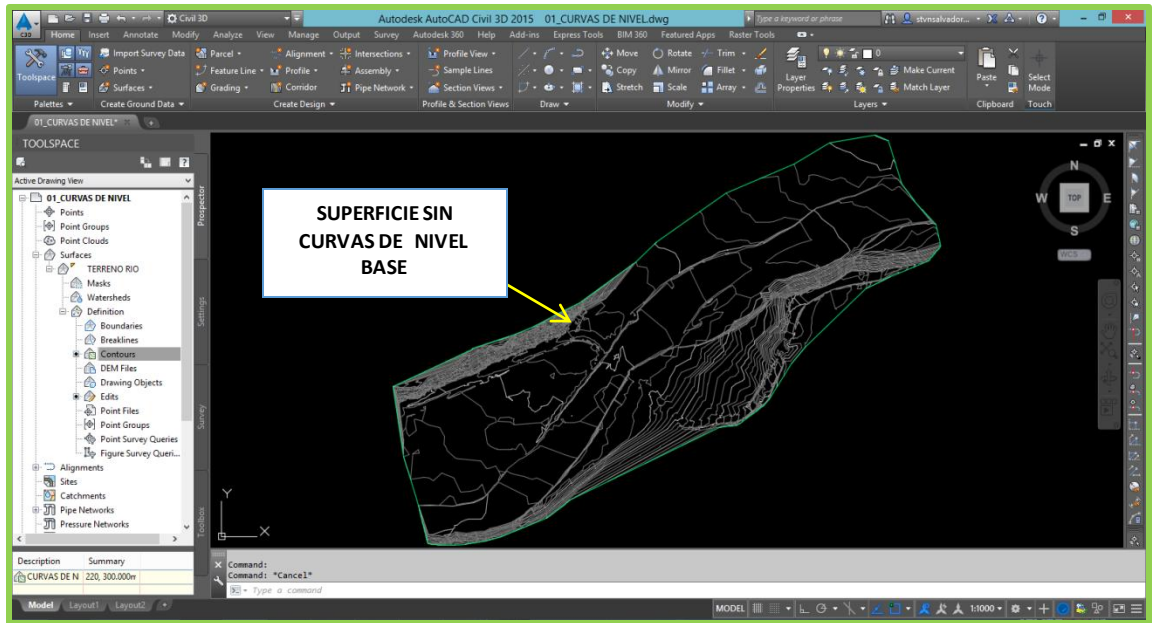 Civil 3D
Autodesk AutoCAD Civil 3D 2015 01_CURVAS DE NIVEL.dwg
Type a keyword or phrase
stvnsalvador...
C3D
Home Insert Annotate Modify Analyze View Manage Output Survey Autodesk 360 Help Add-ins Express Tools BIM 360 Featured Apps Raster Tools
Toolspace
Import Survey Data
Points
Surfaces
Parcel
Feature Line
Grading
Alignment
Profile
Corridor
Intersections
Assembly
Pipe Network
Profile View
Sample Lines
Section Views
Move Rotate Trim
Copy Mirror Fillet
Stretch Scale Array
Layer
Properties
0
Make Current
Match Layer
Paste
Select
Mode
Palettes Create Ground Data Create Design Profile & Section Views Draw Modify Layers Clipboard Touch
01_CURVAS DE NIVEL*
TOOLSPACE
Active Drawing View
01_CURVAS DE NIVEL
Points
Point Groups
Point Clouds
Surfaces
TERRENO RIO
Masks
Watersheds
Definition
Boundaries
Breaklines
Contours
DEM Files
Drawing Objects
Edits
Point Files
Point Groups
Point Survey Queries
Figure Survey Queri...
Alignments
Sites
Catchments
Pipe Networks
Pressure Networks
Prospector
Settings
Survey
Toolbox
Description Summary
CURVAS DE N 220, 300.000m
SUPERFICIE SIN
CURVAS DE NIVEL
BASE
N
W TOP E
S
WCS
Y
X
Command:
Command: *Cancel*
Type a command
Model Layout1 Layout2 +
MODEL
1:1000